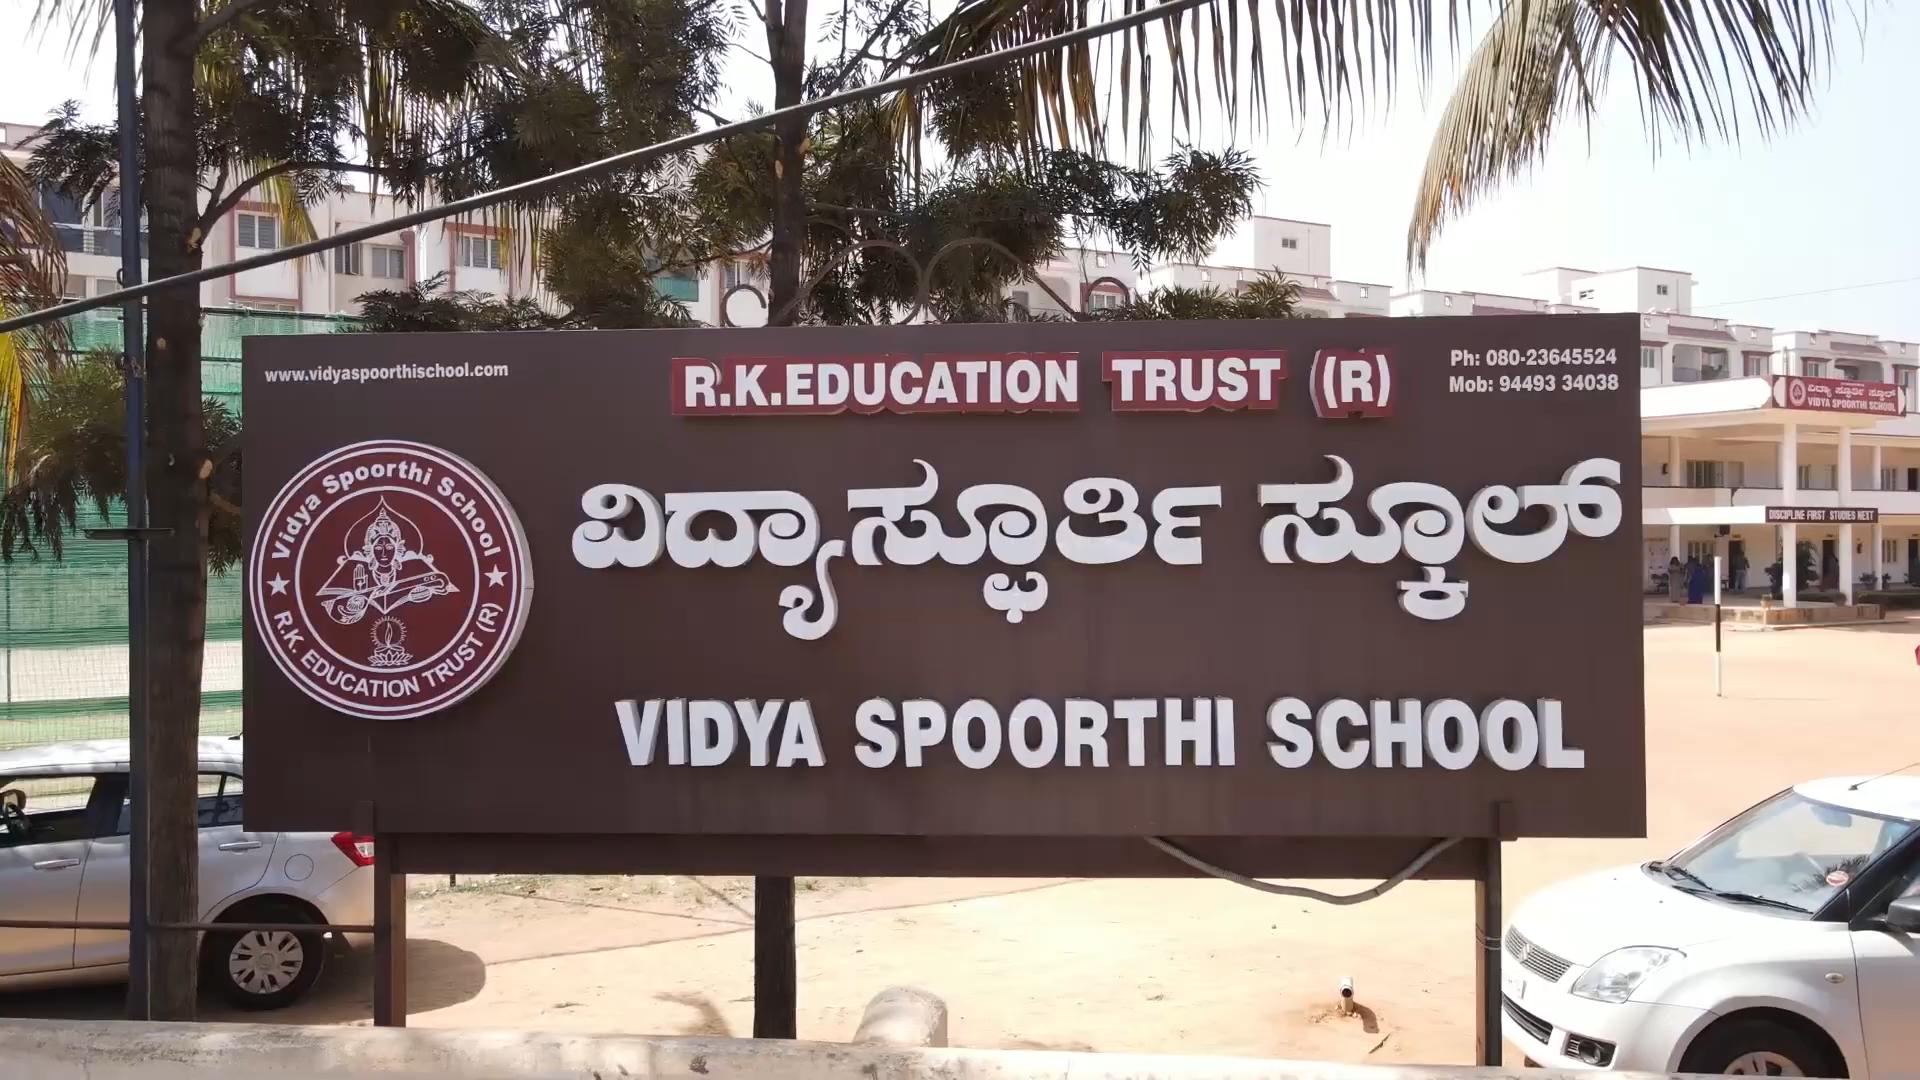 www.vidyaspoorthischool.com
R.K.EDUCATION TRUST (R)
Ph: 080-23645524
Mob: 94493 34038
Vidya Spoorthi School
R.K. EDUCATION TRUST (R)
ವಿದ್ಯಾಸ್ಪೂರ್ತಿ ಸ್ಕೂಲ್
VIDYA SPOORTHI SCHOOL
ವಿದ್ಯಾ ಸ್ಪೂರ್ತಿ ಸ್ಕೂಲ್
VIDYA SPOORTHI SCHOOL
DISCIPLINE FIRST STUDIES NEXT